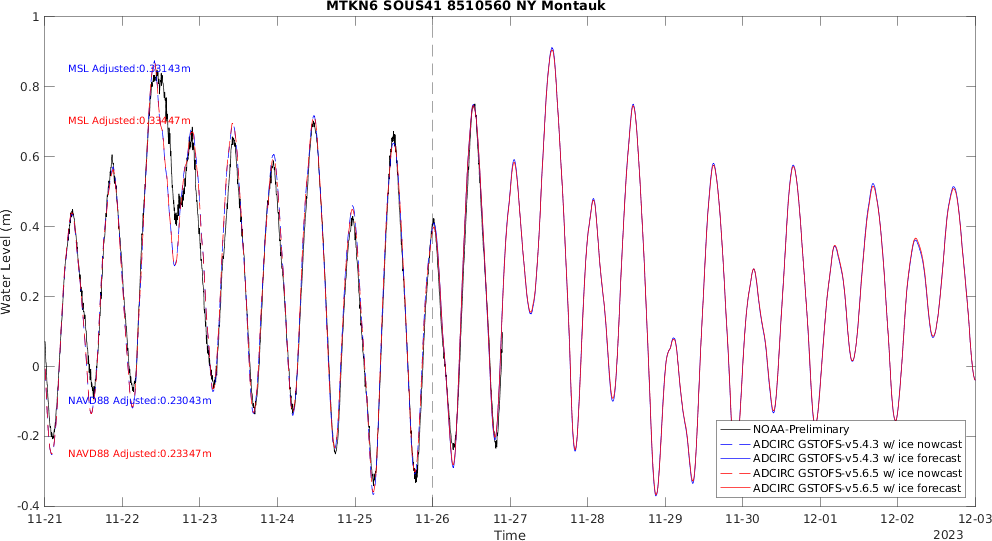 MTKN6 SOUS41 8510560 NY Montauk
1
0.8
0.6
0.4
0.2
0
-0.2
-0.4
Water Level (m)
MSL Adjusted:0.33143m
MSL Adjusted:0.33447m
NAVD88 Adjusted:0.23043m
NAVD88 Adjusted:0.23347m
NOAA-Preliminary
ADCIRC GSTOFS-v5.4.3 w/ ice nowcast
ADCIRC GSTOFS-v5.4.3 w/ ice forecast
ADCIRC GSTOFS-v5.6.5 w/ ice nowcast
ADCIRC GSTOFS-v5.6.5 w/ ice forecast
11-21 11-22 11-23 11-24 11-25 11-26 11-27 11-28 11-29 11-30 12-01 12-02 12-03
Time
2023